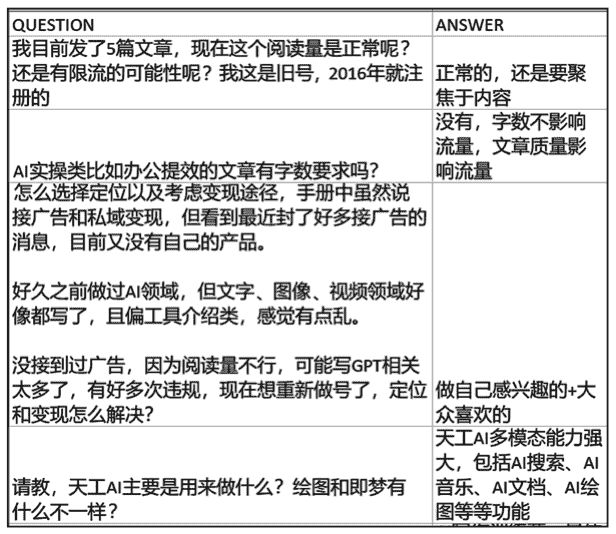 QUESTION
ANSWER
我目前发了5篇文章，现在这个阅读量是正常呢？
还是有限流的可能性呢？我这是旧号，2016年就注
册的
正常的，还是要聚
焦于内容
AI实操类比如办公提效的文章有字数要求吗？
没有，字数不影响
流量，文章质量影
响流量
怎么选择定位以及考虑变现途径，手册中虽然说
接广告和私域变现，但看到最近封了好多接广告的
消息，目前又没有自己的产品。
好久之前做过AI领域，但文字、图像、视频领域好
像都写了，且偏工具介绍类，感觉有点乱。
没接到过广告，因为阅读量不行，可能写GPT相关
太多了，有好多次违规，现在想重新做号了，定位
和变现怎么解决？
做自己感兴趣的+大
众喜欢的
请教，天工AI主要是用来做什么？绘图和即梦有
什么不一样？
天工AI多模态能力强
大，包括AI搜索、AI
音乐、AI文档、AI绘
图等等功能